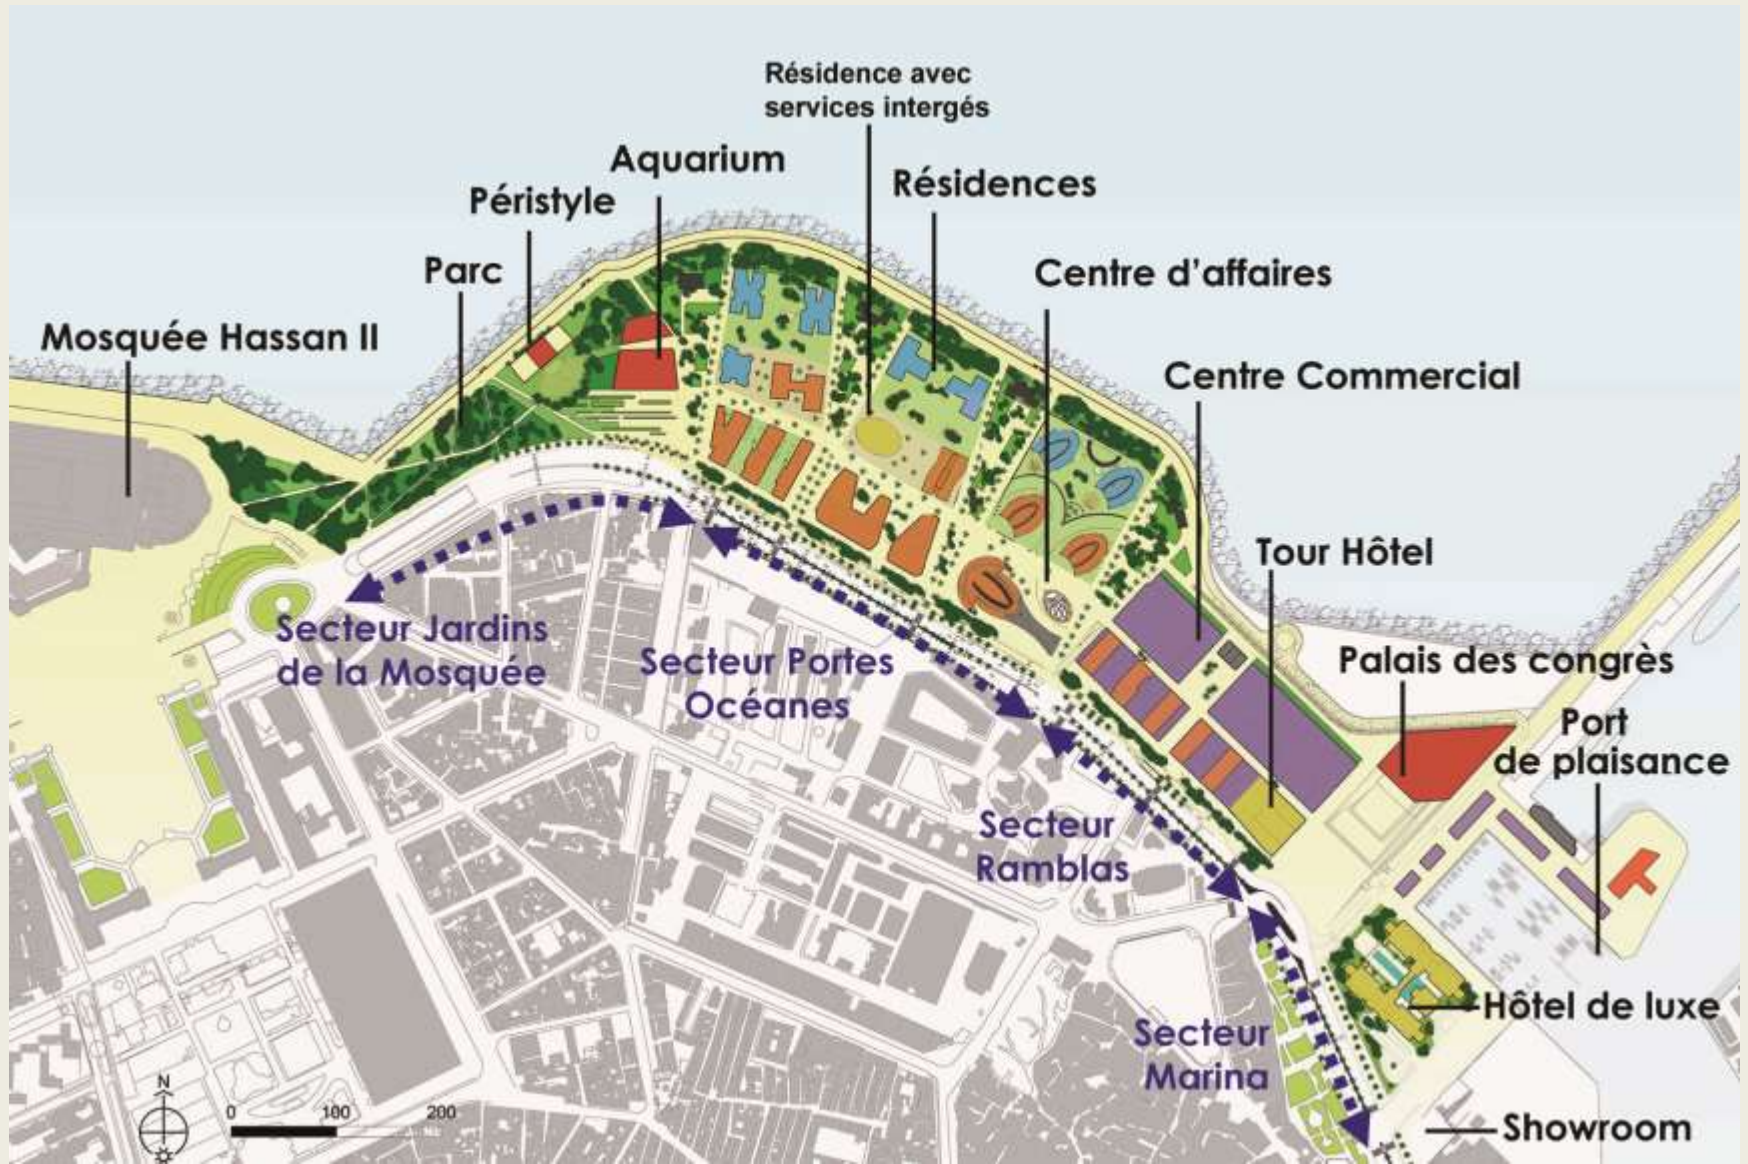 Résidence avec
services intergés
Aquarium
Résidences
Péristyle
Parc
Centre d'affaires
Mosquée Hassan II
Centre Commercial
Tour Hôtel
Secteur Jardins
de la Mosquée
Secteur Portes
Océanes
Palais des congrès
Port
de plaisance
Secteur
Ramblas
Hôtel de luxe
Secteur
Marina
N
0 100 200
Showroom